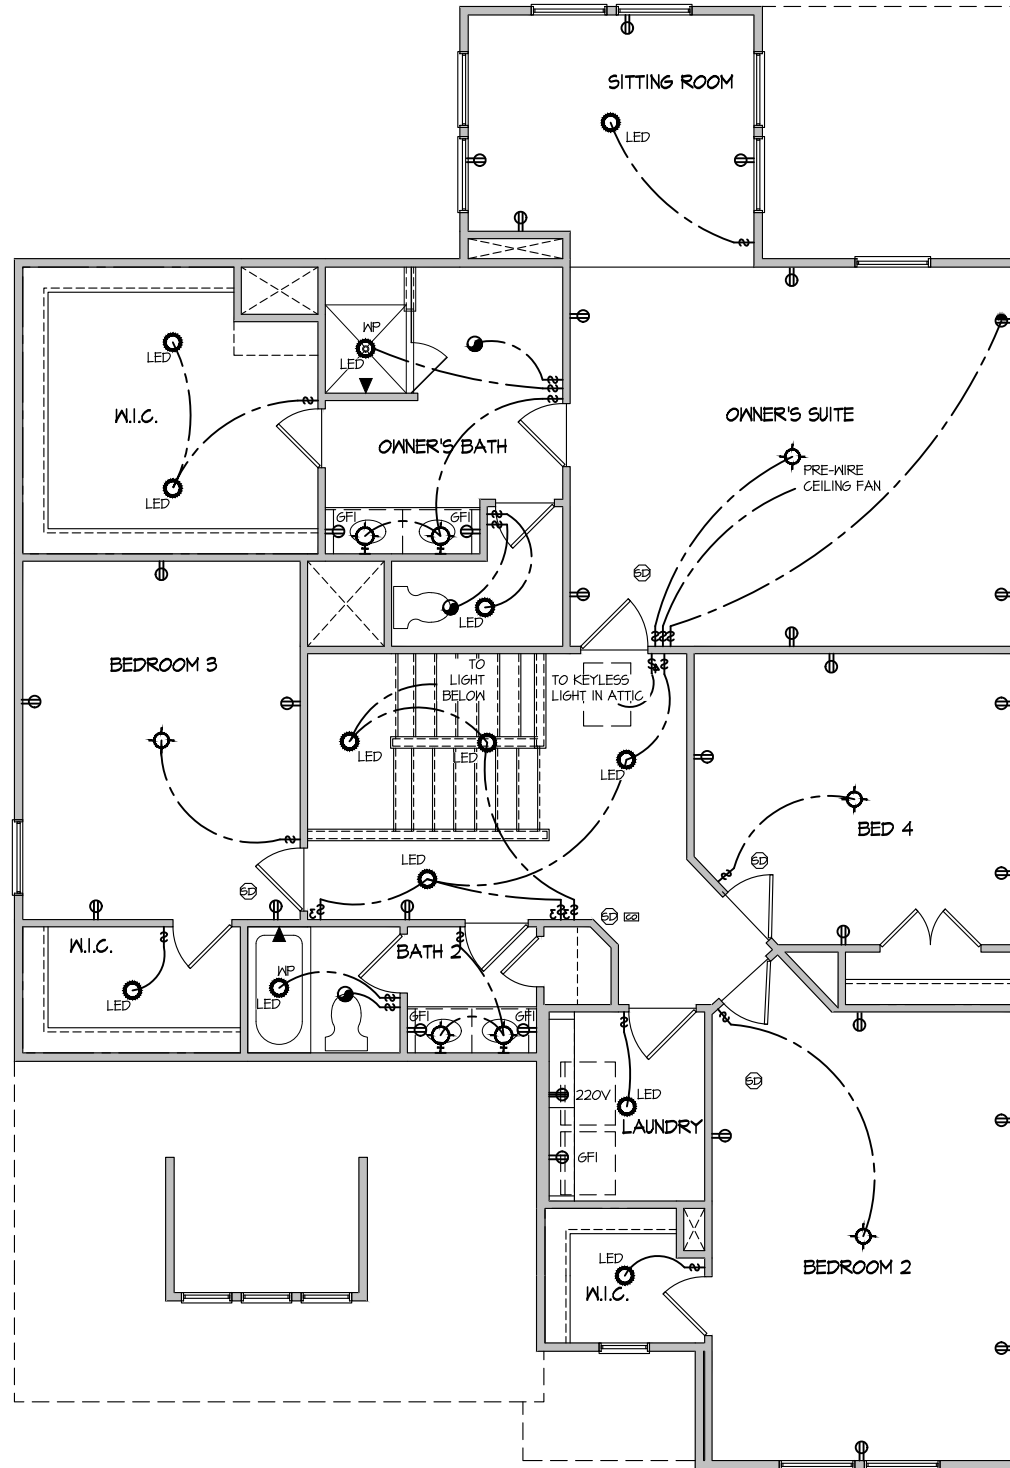 SITTING ROOM
LED
WP
LED
LED
W.I.C.
OWNER'S SUITE
OWNER'S BATH
PRE-WIRE
CEILING FAN
LED
GFI
GFI
SD
LED
BEDROOM 3
TO
LIGHT
BELOW
TO KEYLESS
LIGHT IN ATTIC
LED
LED
LED
BED 4
LED
SD
SD
SD
CO
W.I.C.
BATH 2
WP
LED
LED
GFI
GFI
SD
220V
LED
LAUNDRY
GFI
LED
BEDROOM 2
W.I.C.